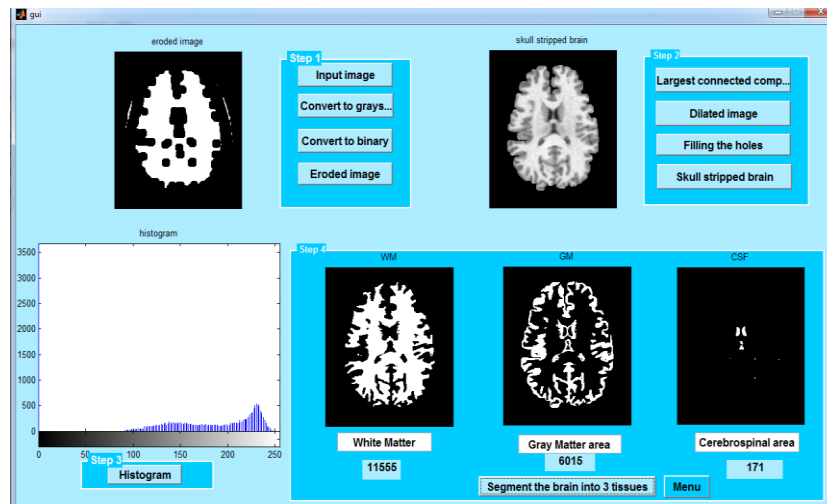 gui
eroded image
Step 1
Input image
Convert to grays...
Convert to binary
Eroded image
skull stripped brain
Step 2
Largest connected comp...
Dilated image
Filling the holes
Skull stripped brain
histogram
3500
3000
2500
2000
1500
1000
500
0
0 50 100 150 200 250
Step 3
Histogram
Step 4
WM GM CSF
White Matter
11555
Gray Matter area
6015
Cerebrospinal area
171
Segment the brain into 3 tissues
Menu